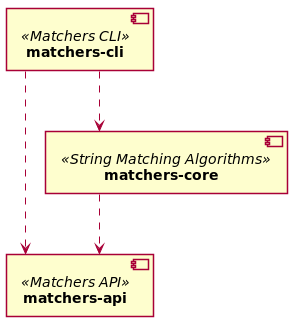 «Matchers CLI»
matchers-cli
«String Matching Algorithms»
matchers-core
«Matchers API»
matchers-api